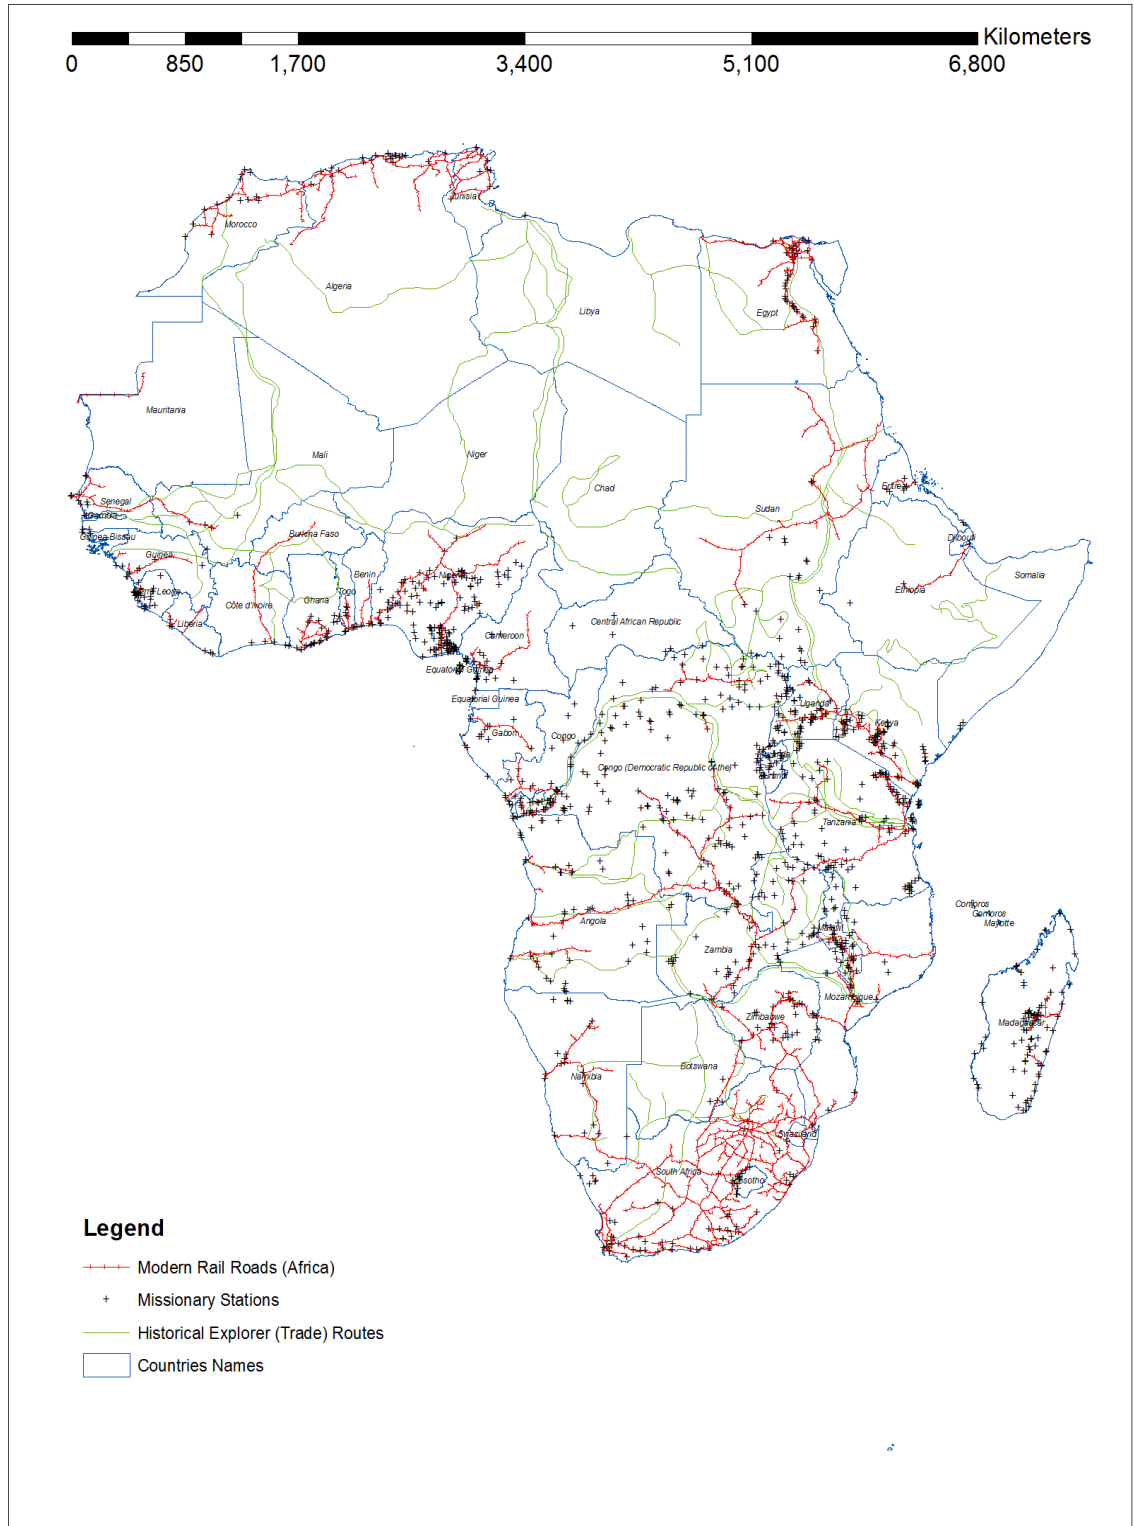 Kilometers
0 850 1,700 3,400 5,100 6,800
Tunisia
Morocco
Algeria
Libya
Egypt
Mauritania
Mali
Niger
Chad
Senegal
Sudan
Guinea Bissau
Burkina Faso
Djibouti
Guinea
Benin
Somalia
Togo
Ethiopia
Ghana
Côte d'Ivoire
Liberia
Central African Republic
Cameroon
Equatorial Guinea
Equatorial Guinea
Uganda
Kenya
Gabon
Congo
Congo (Democratic Republic of the)
Tanzania
Comoros
Comoros
Mayotte
Angola
Malawi
Zambia
Mozambique
Zimbabwe
Madagascar
Botswana
Namibia
Swaziland
South Africa
Lesotho
Legend
Modern Rail Roads (Africa)
Missionary Stations
Historical Explorer (Trade) Routes
Countries Names